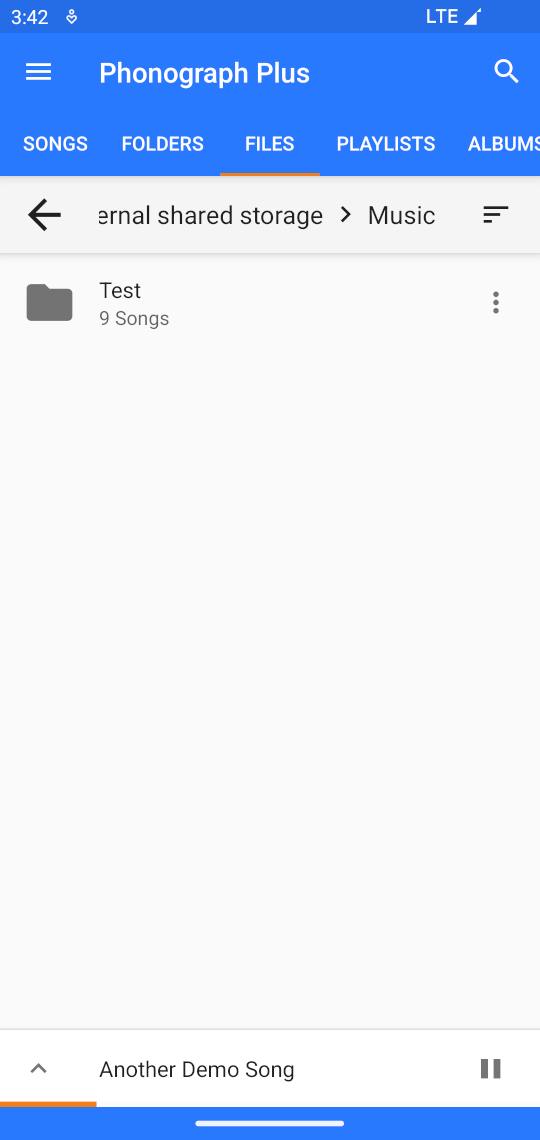 3:42
LTE
Phonograph Plus
SONGS FOLDERS FILES PLAYLISTS ALBUMS
ernal shared storage > Music
Test
9 Songs
Another Demo Song